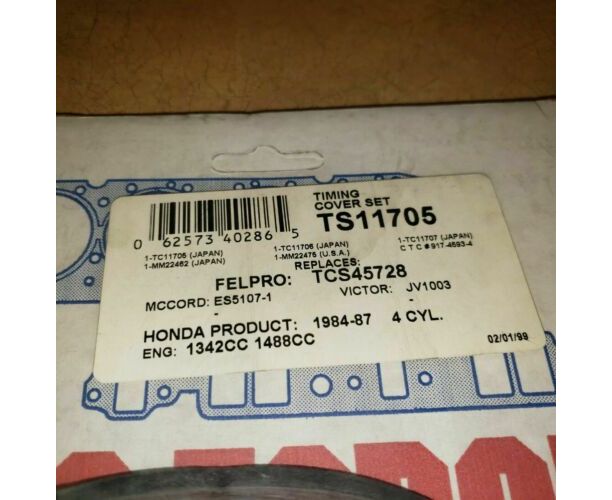 TIMING
COVER SET
TS11705
0 62573 40286 5
1-TC11706 (JAPAN) 1-TC11705 (JAPAN) 1-TC11707 (JAPAN)
1-MM22462 (JAPAN) 1-MM22475 (U.S.A.) C T C # 917-4593-4
REPLACES:
FELPRO: TCS45728
MCCORD: ES5107-1 VICTOR: JV1003
- -
HONDA PRODUCT: 1984-87 4 CYL.
ENG: 1342CC 1488CC
02/01/99